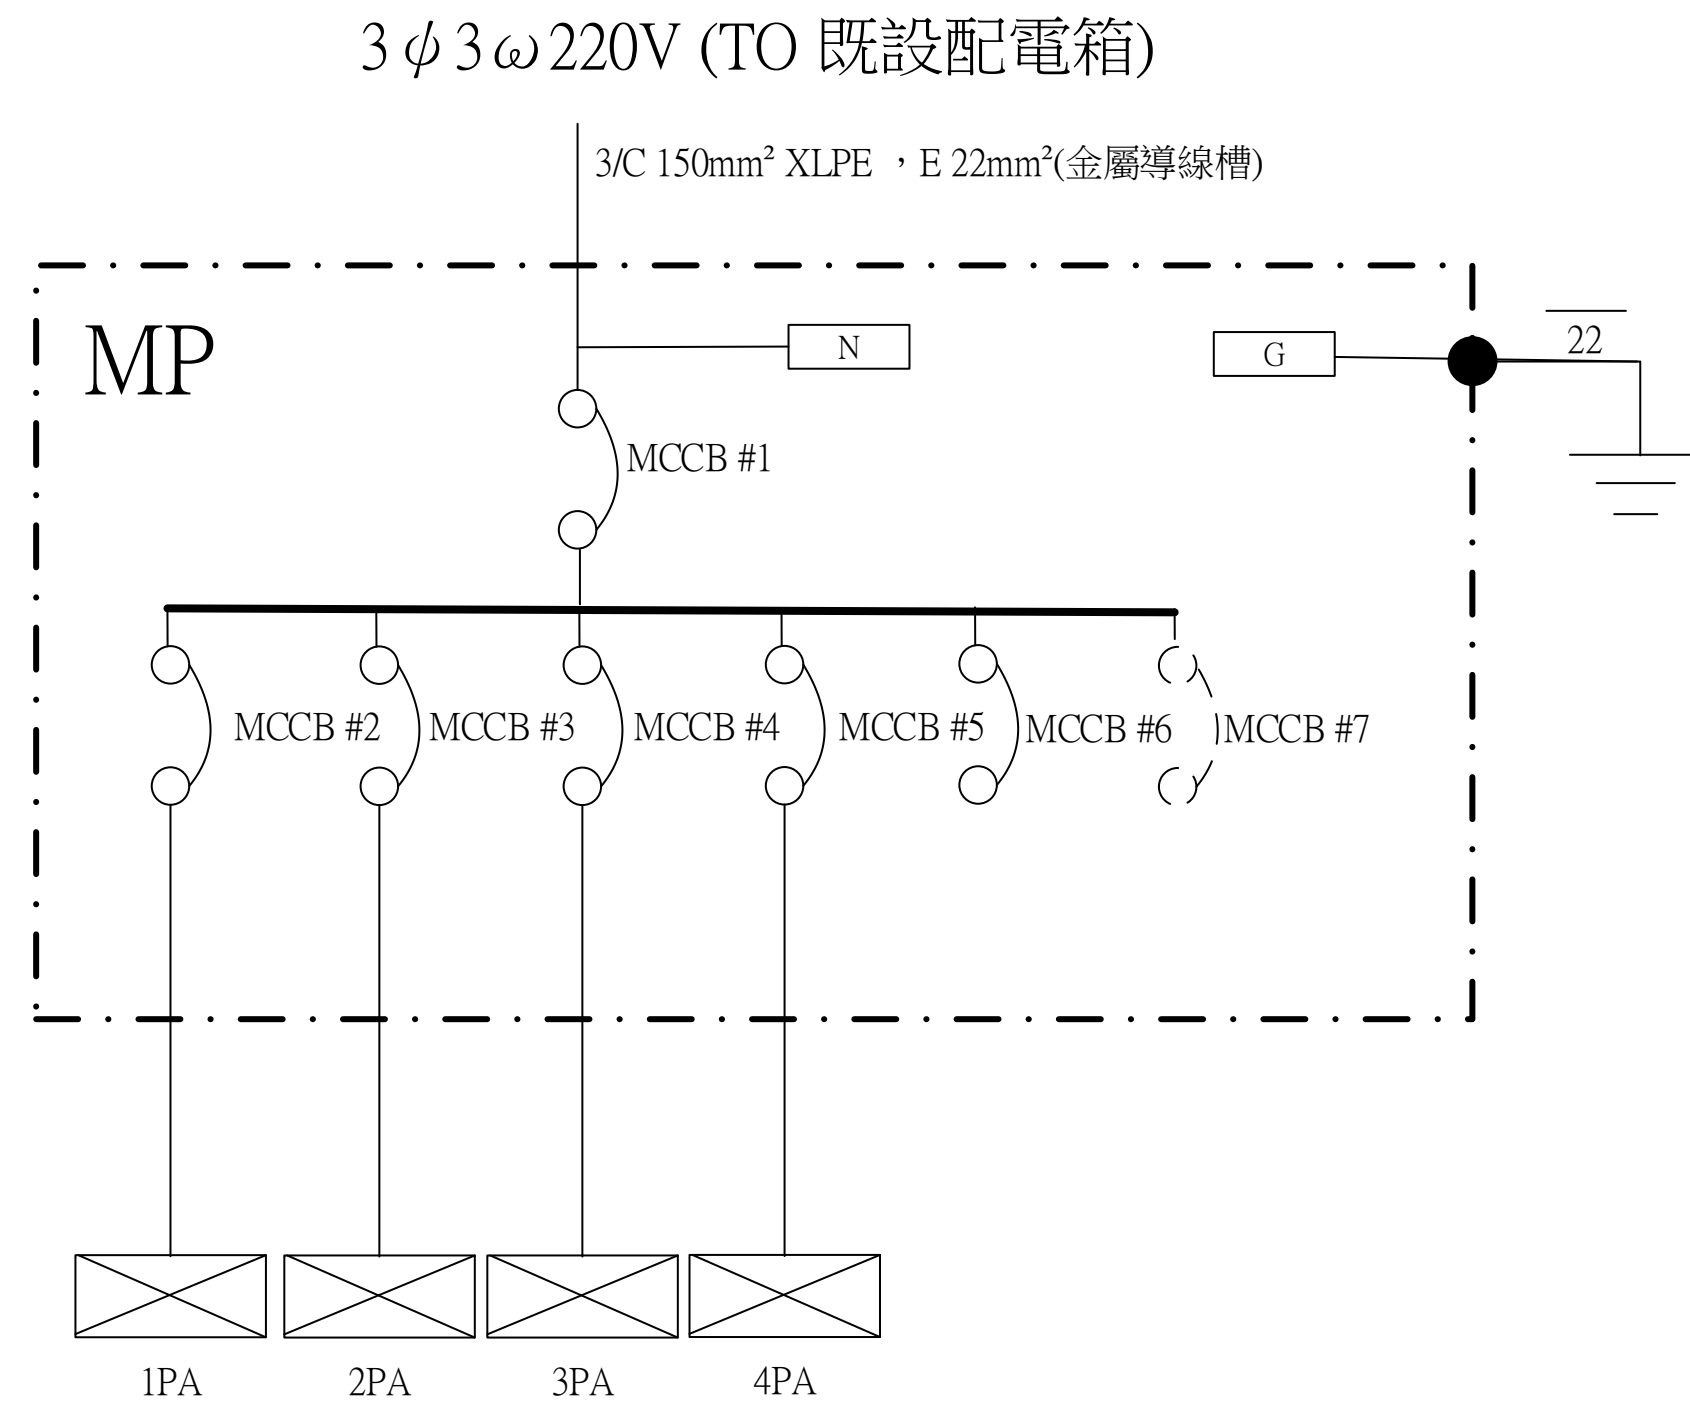 3ψ3ω220V (TO 既設配電箱)
3/C 150mm² XLPE ，E 22mm²(金屬導線槽)
MP
N
G
22
MCCB #1
MCCB #2
MCCB #3
MCCB #4
MCCB #5
MCCB #6
MCCB #7
1PA
2PA
3PA
4PA